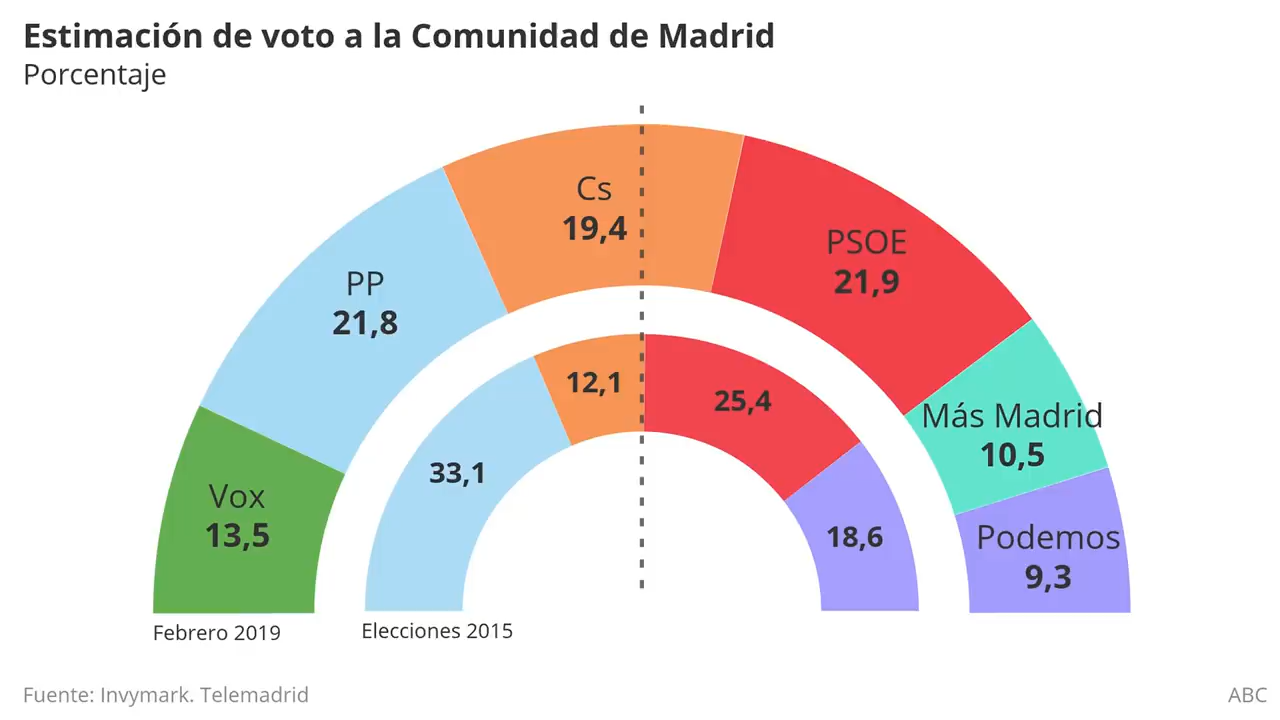 Estimación de voto a la Comunidad de Madrid
Porcentaje
Cs
19,4
PSOE
21,9
PP
21,8
Más Madrid
10,5
Vox
13,5
Podemos
9,3
33,1
12,1
25,4
18,6
Febrero 2019
Elecciones 2015
Fuente: Invymark. Telemadrid
ABC